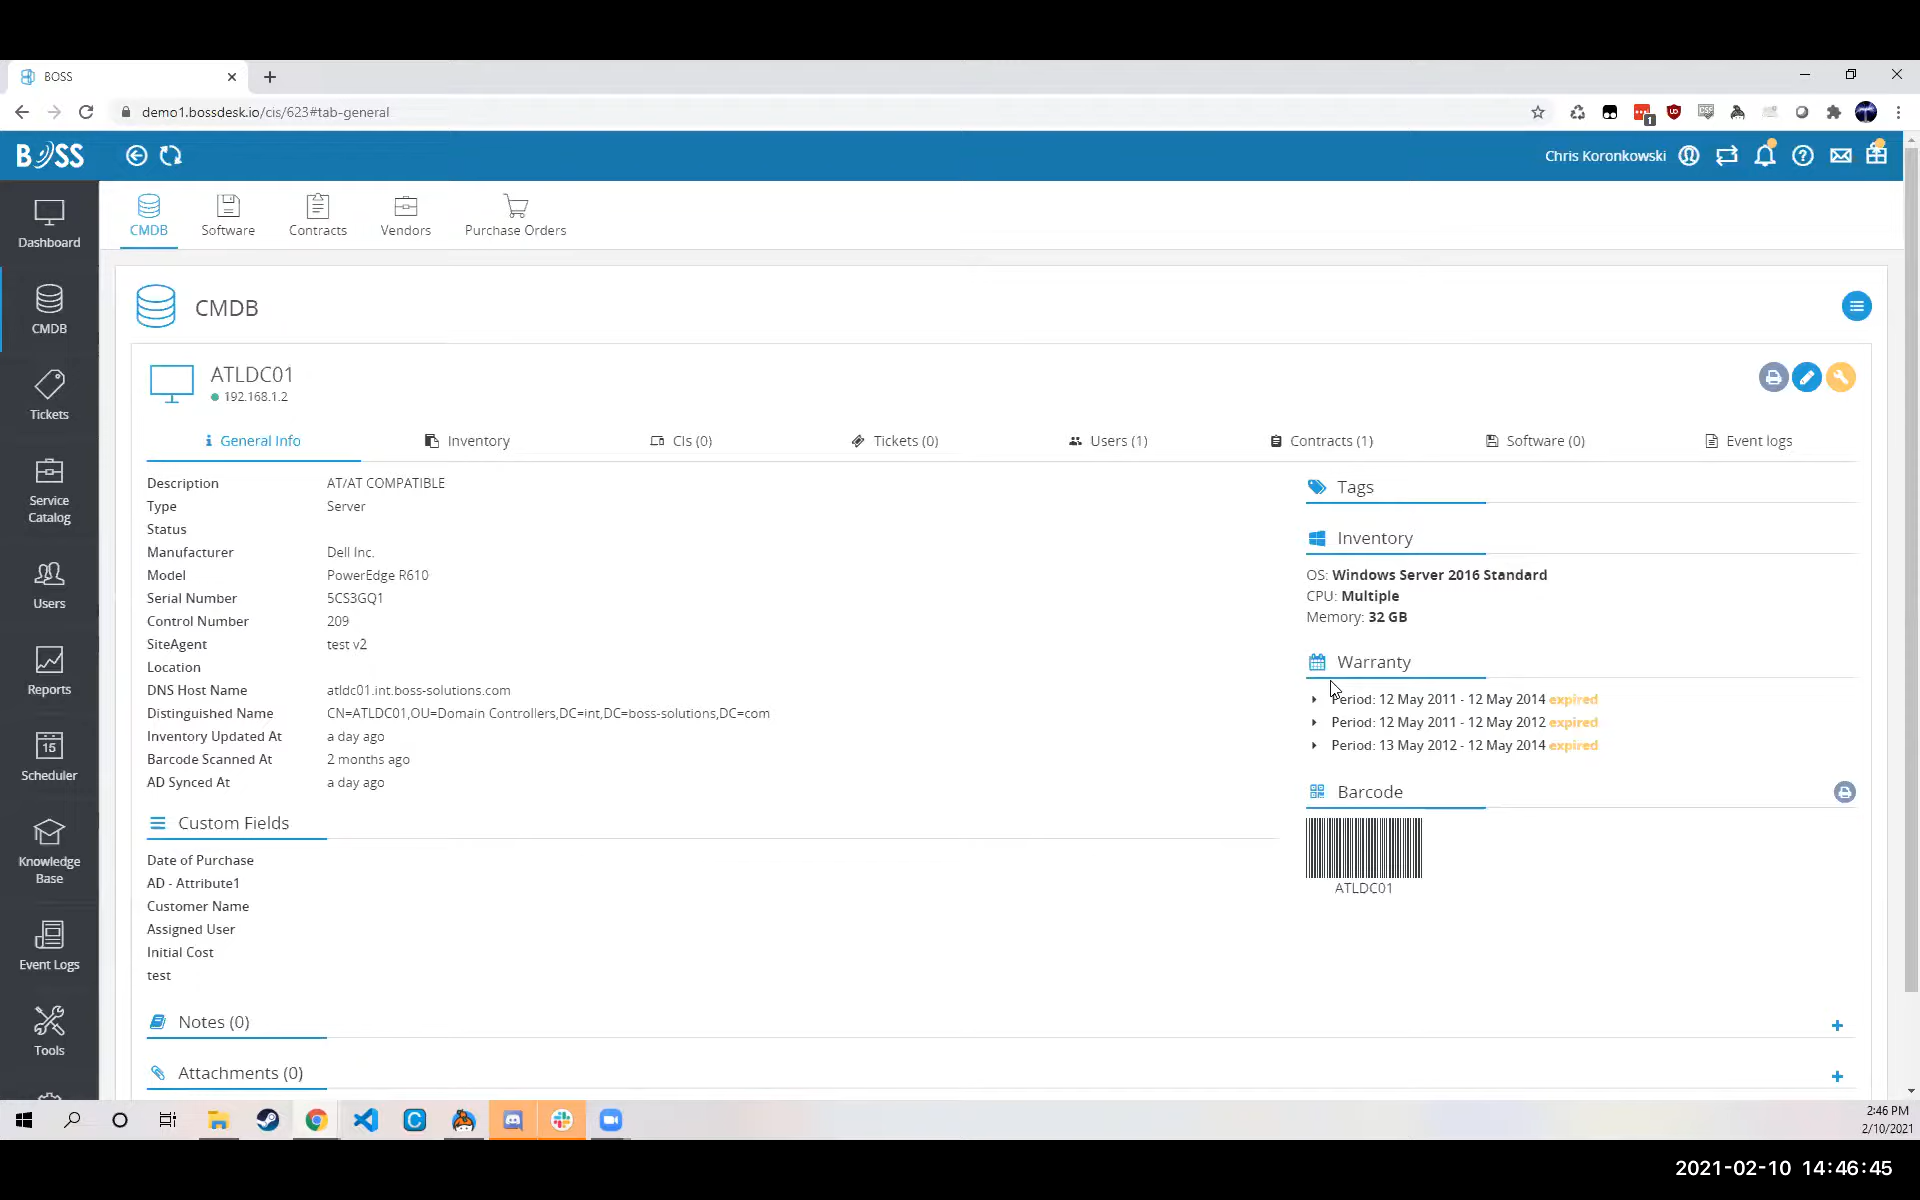 BOSS
demo1.bossdesk.io/cis/623#tab-general
BOSS
Chris Koronkowski
1
Dashboard
CMDB
Tickets
Service
Catalog
Users
Reports
15
Scheduler
Knowledge
Base
Event Logs
Tools
CMDB
Software
Contracts
Vendors
Purchase Orders
CMDB
ATLDC01
192.168.1.2
General Info
Inventory
CIs (0)
Tickets (0)
Users (1)
Contracts (1)
Software (0)
Event logs
Description AT/AT COMPATIBLE
Type Server
Status
Manufacturer Dell Inc.
Model PowerEdge R610
Serial Number 5CS3GQ1
Control Number 209
SiteAgent test v2
Location
DNS Host Name atldc01.int.boss-solutions.com
Distinguished Name CN=ATLDC01,OU=Domain Controllers,DC=int,DC=boss-solutions,DC=com
Inventory Updated At a day ago
Barcode Scanned At 2 months ago
AD Synced At a day ago
Custom Fields
Date of Purchase
AD - Attribute1
Customer Name
Assigned User
Initial Cost
test
Notes (0)
Attachments (0)
Tags
Inventory
OS: Windows Server 2016 Standard
CPU: Multiple
Memory: 32 GB
Warranty
Period: 12 May 2011 - 12 May 2014 expired
Period: 12 May 2011 - 12 May 2012 expired
Period: 13 May 2012 - 12 May 2014 expired
Barcode
ATLDC01
2:46 PM
2/10/2021
2021-02-10 14:46:45